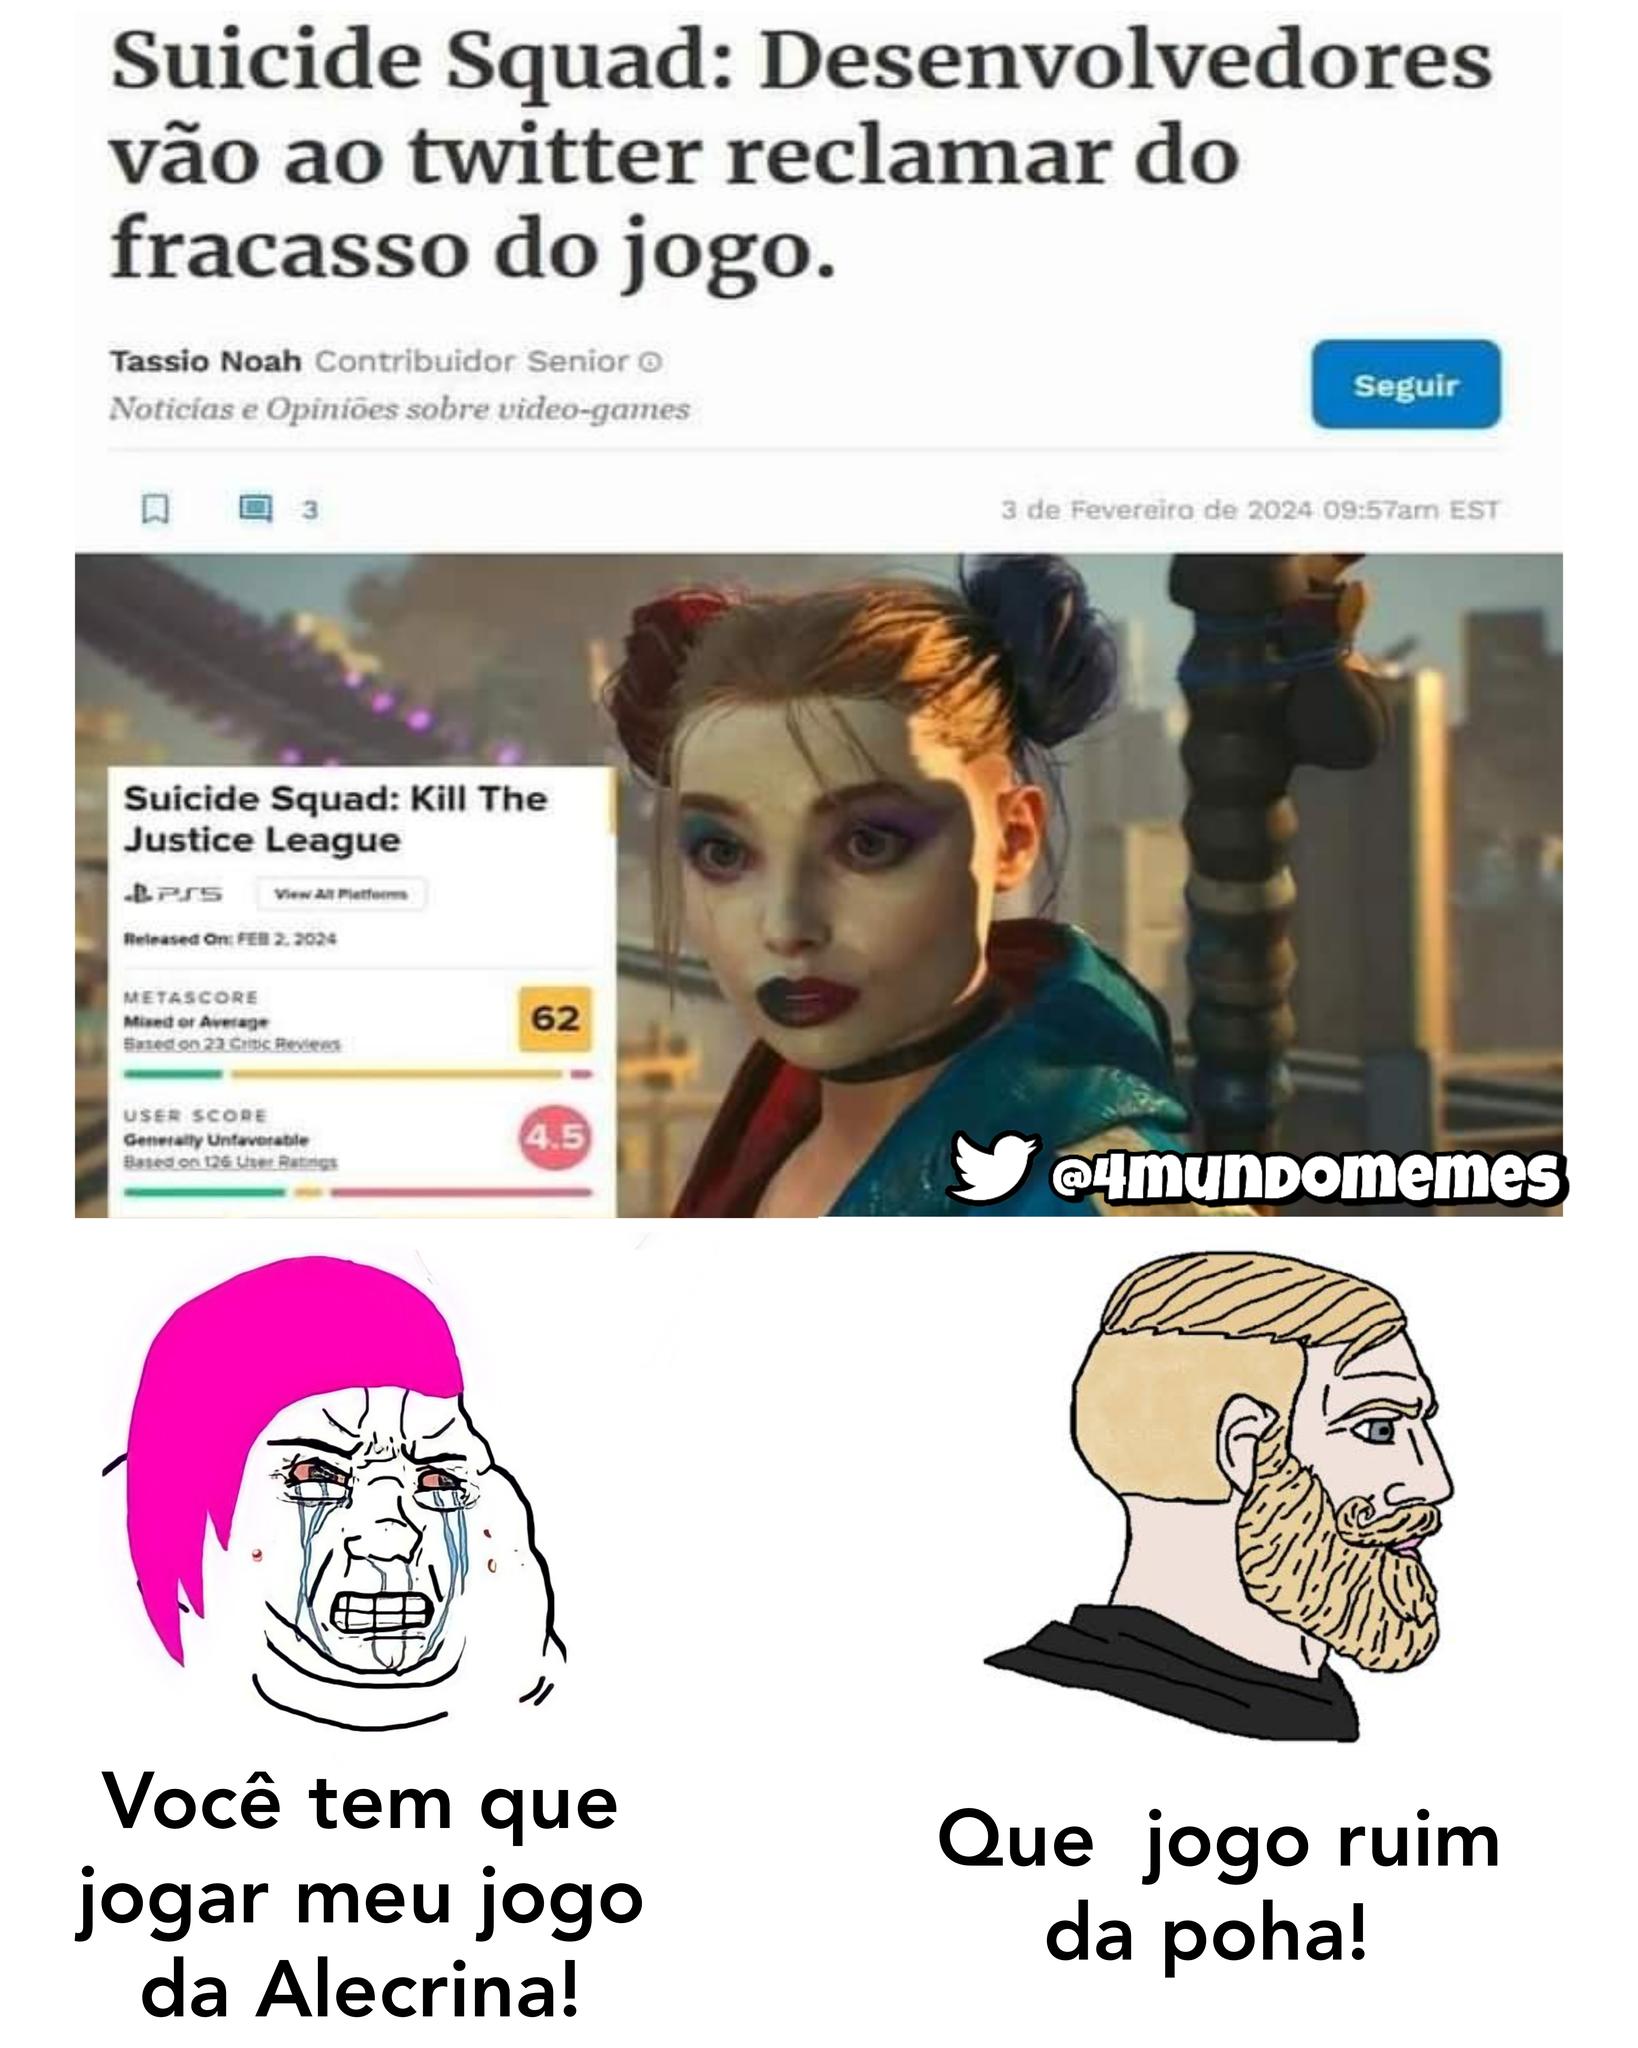 Suicide Squad: Desenvolvedores
vão ao twitter reclamar do
fracasso do jogo.
Tassio Noah Contribuidor Senior
Noticías e Opiniões sobre video-games
Seguir
3
3 de Fevereiro de 2024 09:57am EST
Suicide Squad: Kill The
Justice League
PS5
View All Platforms
Released On: FEB 2, 2024
METASCORE
Mixed or Average
Based on 23 Critic Reviews
62
USER SCORE
Generally Unfavorable
Based on 126 User Ratings
4.5
@4mundomemes
Você tem que
jogar meu jogo
da Alecrina!
Que jogo ruim
da poha!